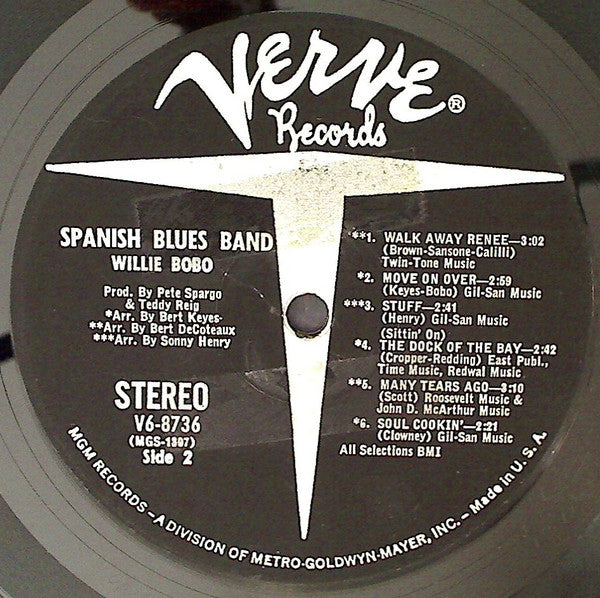 Verve®
Records
SPANISH BLUES BAND
WILLIE BOBO
Prod. By Pete Spargo
& Teddy Reig
*Arr. By Bert Keyes
**Arr. By Bert DeCoteaux
***Arr. By Sonny Henry
STEREO
V6-8736
(MGS-1397)
Side 2
**1. WALK AWAY RENEE—3:02
(Brown-Sansone-Calilli)
Twin-Tone Music
*2. MOVE ON OVER—2:59
(Keyes-Bobo) Gil-San Music
***3. STUFF—2:41
(Henry) Gil-San Music
(Sittin' On)
*4. THE DOCK OF THE BAY—2:42
(Cropper-Redding) East Publ.,
Time Music, Redwal Music
**5. MANY YEARS AGO—3:10
(Scott) Roosevelt Music &
John D. McArthur Music
*6. SOUL COOKIN'—2:21
(Clowney) Gil-San Music
All Selections BMI
MGM RECORDS—A DIVISION OF METRO-GOLDWYN-MAYER, INC.—Made in U. S. A.